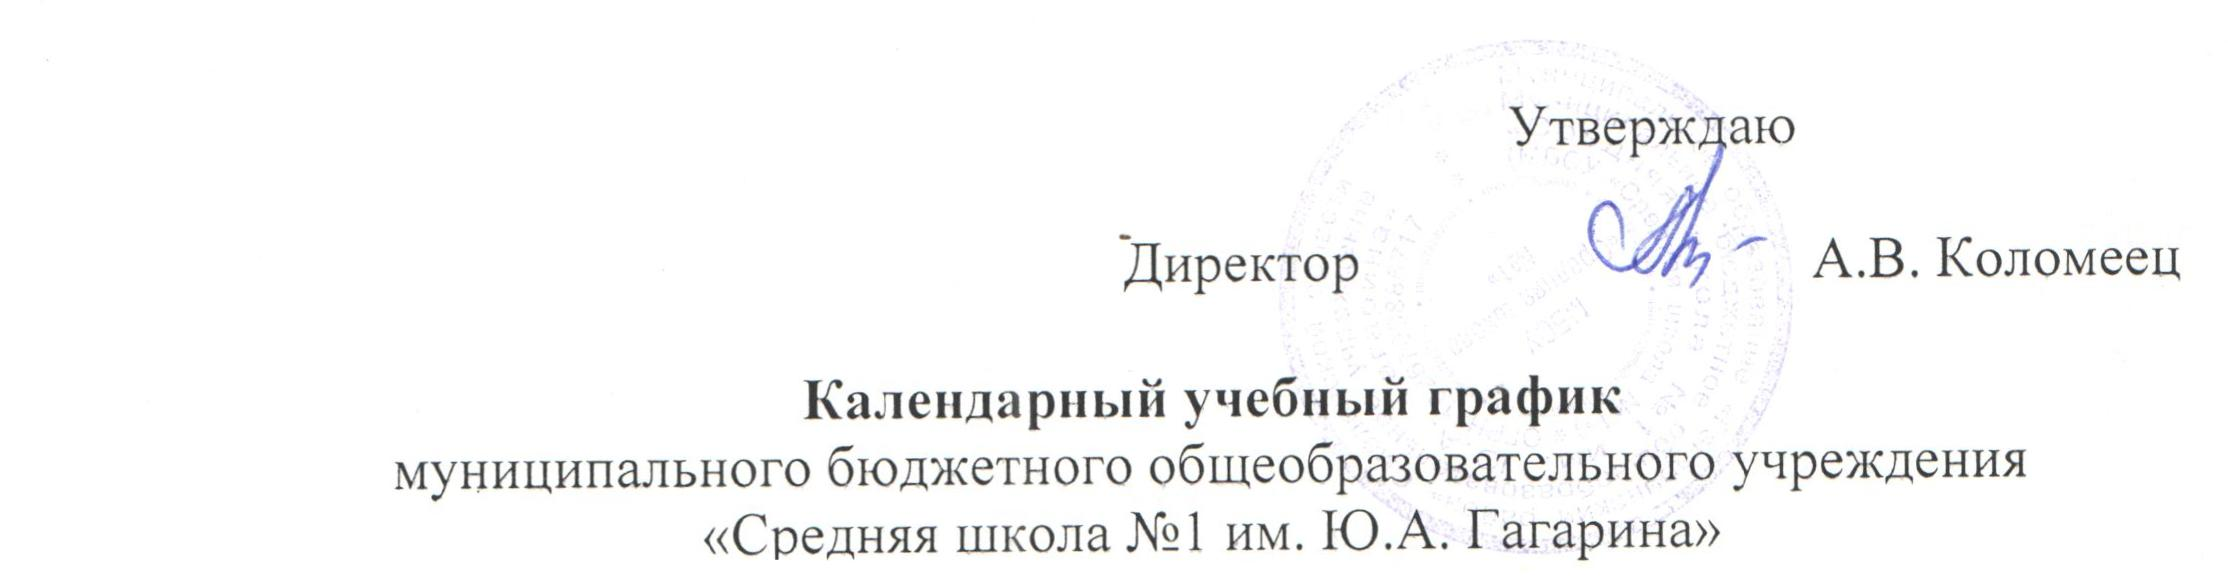 Утверждаю
Директор А.В. Коломеец
Календарный учебный график
муниципального бюджетного общеобразовательного учреждения
«Средняя школа №1 им. Ю.А. Гагарина»